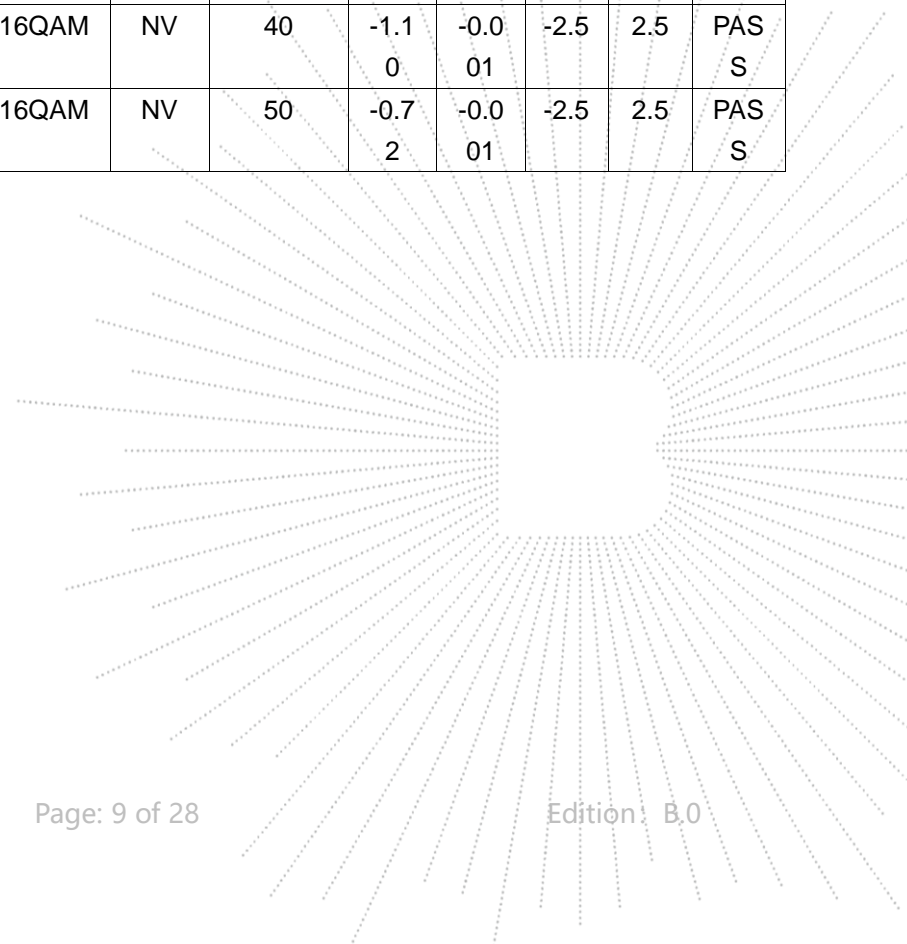 16QAM NV 40 -1.1 -0.0 -2.5 2.5 PAS
0 01 S
16QAM NV 50 -0.7 -0.0 -2.5 2.5 PAS
2 01 S
Page: 9 of 28 Edition：B.0